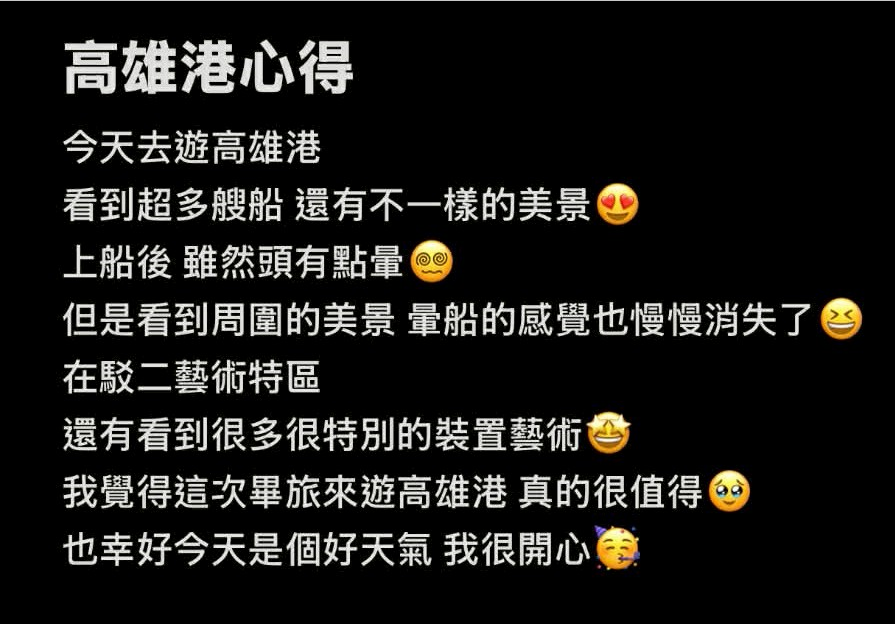 高雄港心得
今天去遊高雄港
看到超多艘船 還有不一樣的美景😍
上船後 雖然頭有點暈😵‍💫
但是看到周圍的美景 暈船的感覺也慢慢消失了😆
在駁二藝術特區
還有看到很多很特別的裝置藝術🤩
我覺得這次畢旅來遊高雄港 真的很值得🥹
也幸好今天是個好天氣 我很開心🥳